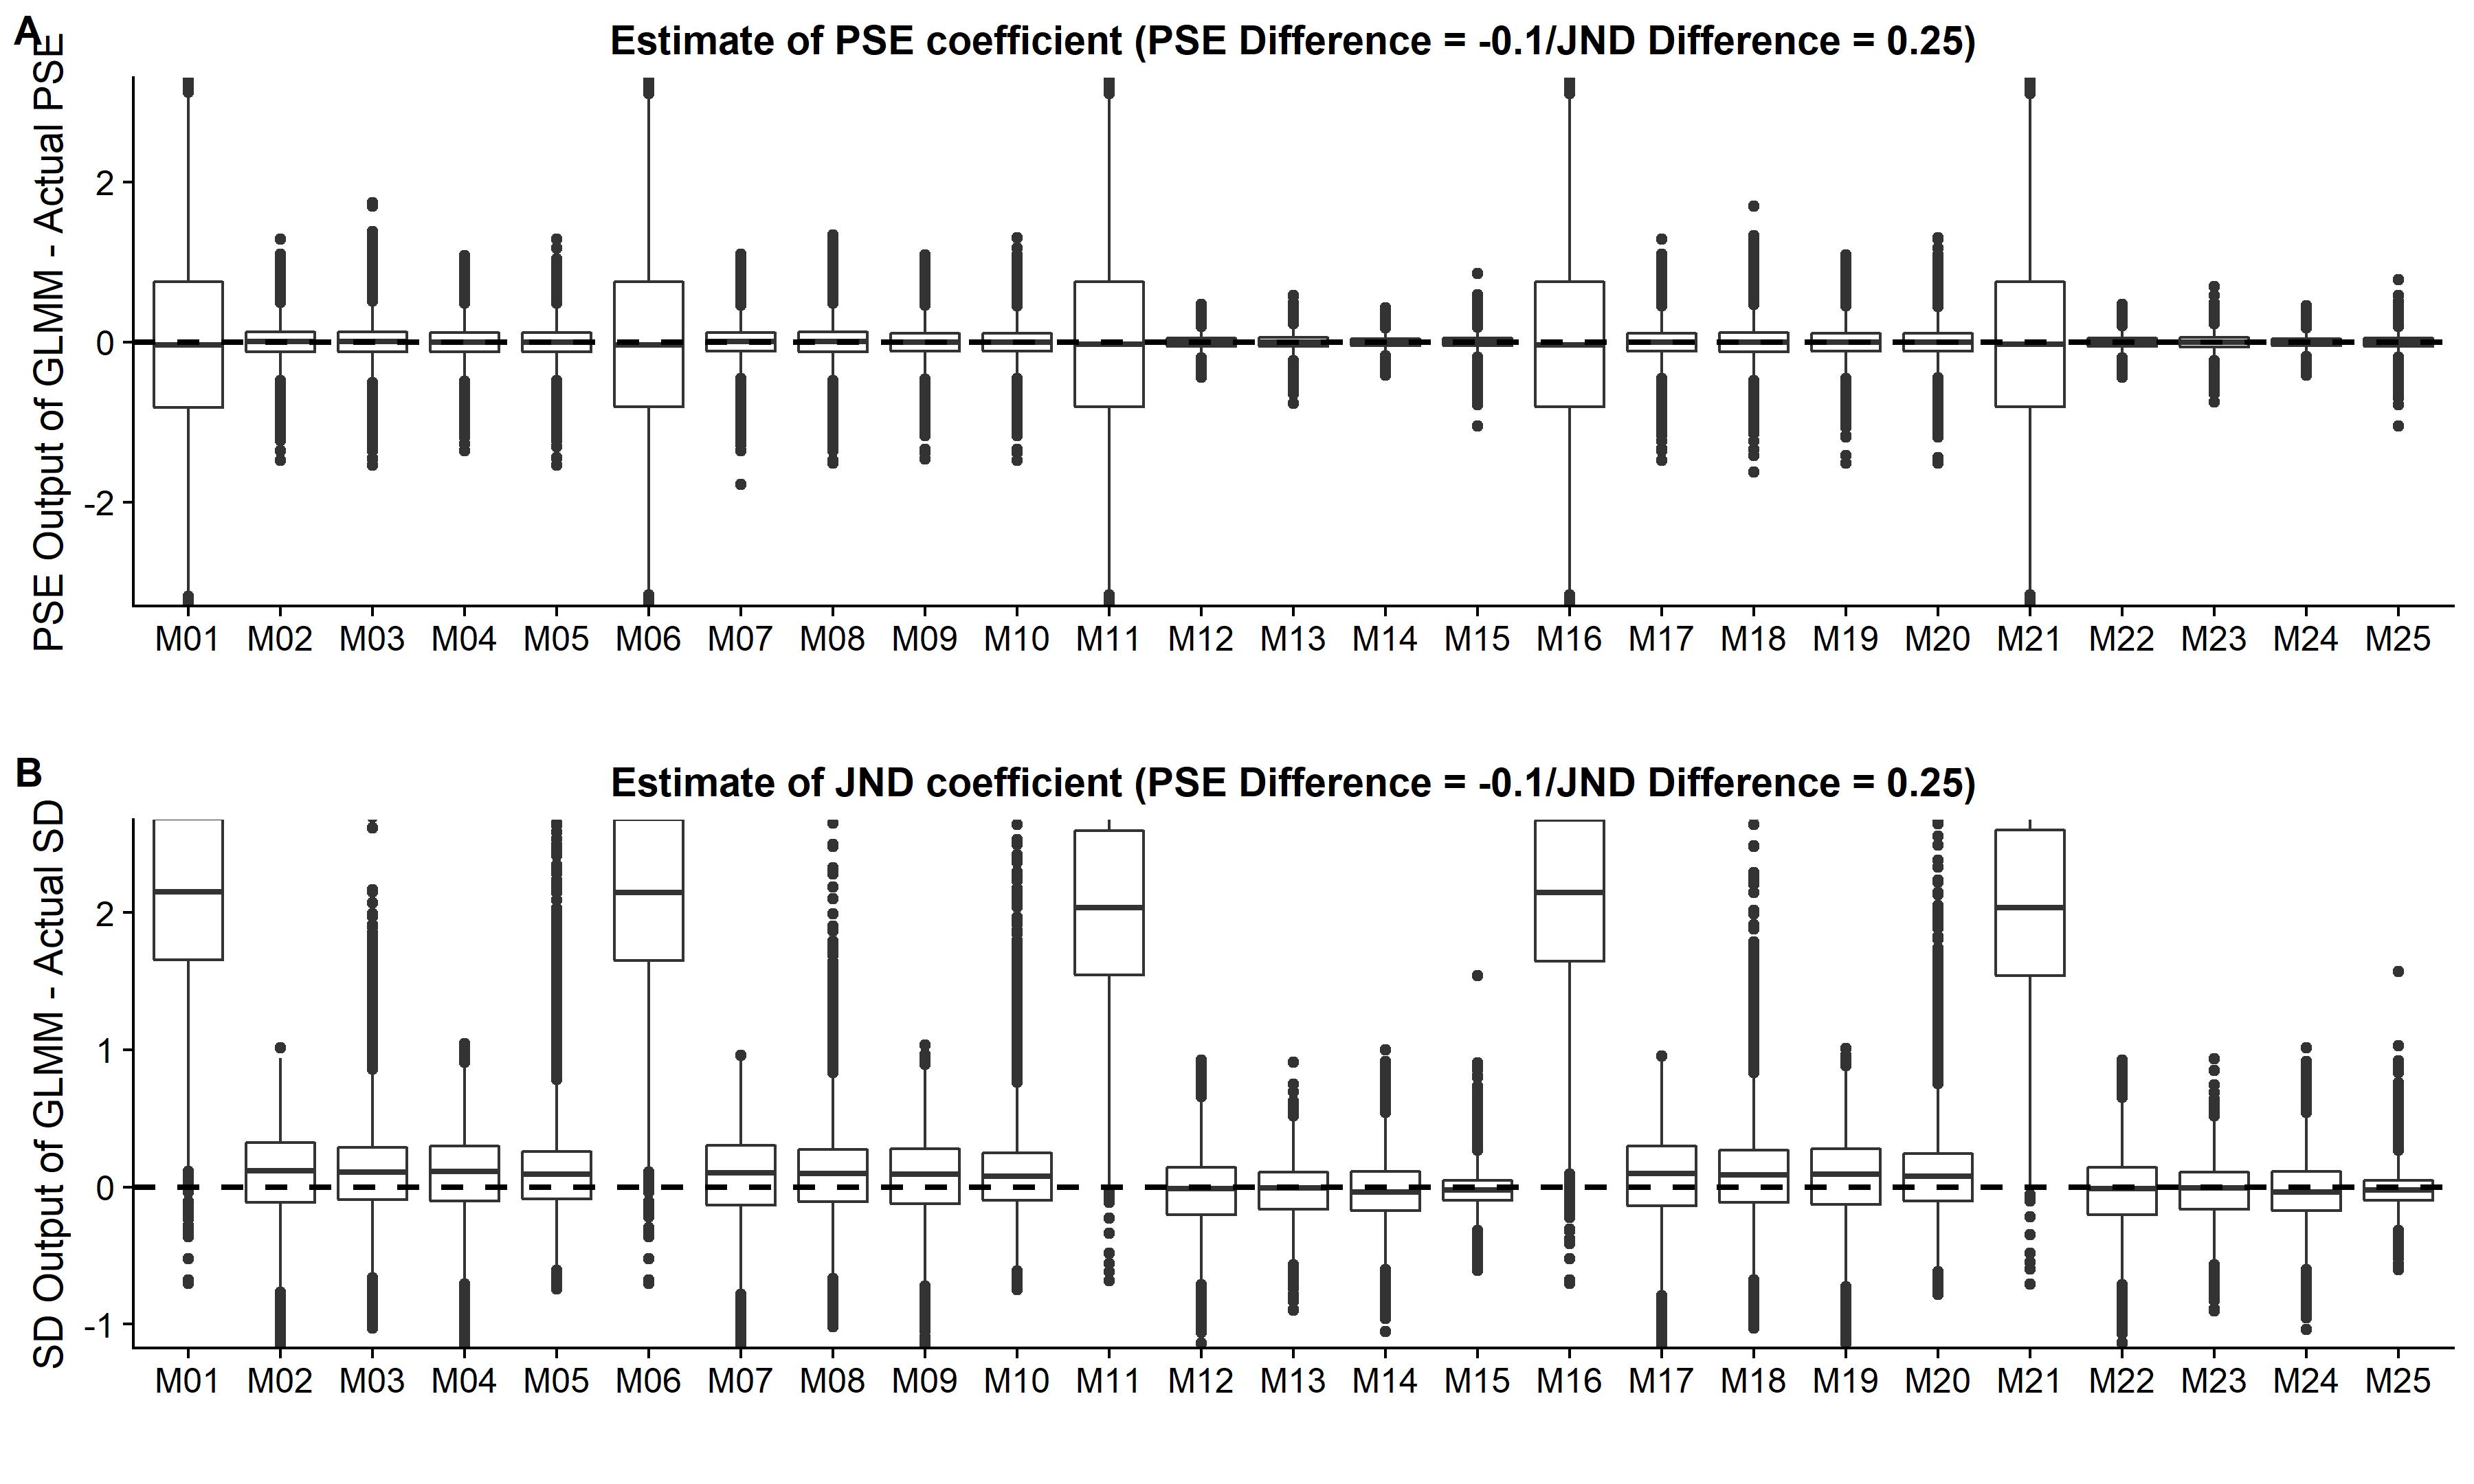 A
Estimate of PSE coefficient (PSE Difference = -0.1/JND Difference = 0.25)
PSE Output of GLMM - Actual PSE
2
0
-2
M01 M02 M03 M04 M05 M06 M07 M08 M09 M10 M11 M12 M13 M14 M15 M16 M17 M18 M19 M20 M21 M22 M23 M24 M25
B
Estimate of JND coefficient (PSE Difference = -0.1/JND Difference = 0.25)
SD Output of GLMM - Actual SD
2
1
0
-1
M01 M02 M03 M04 M05 M06 M07 M08 M09 M10 M11 M12 M13 M14 M15 M16 M17 M18 M19 M20 M21 M22 M23 M24 M25